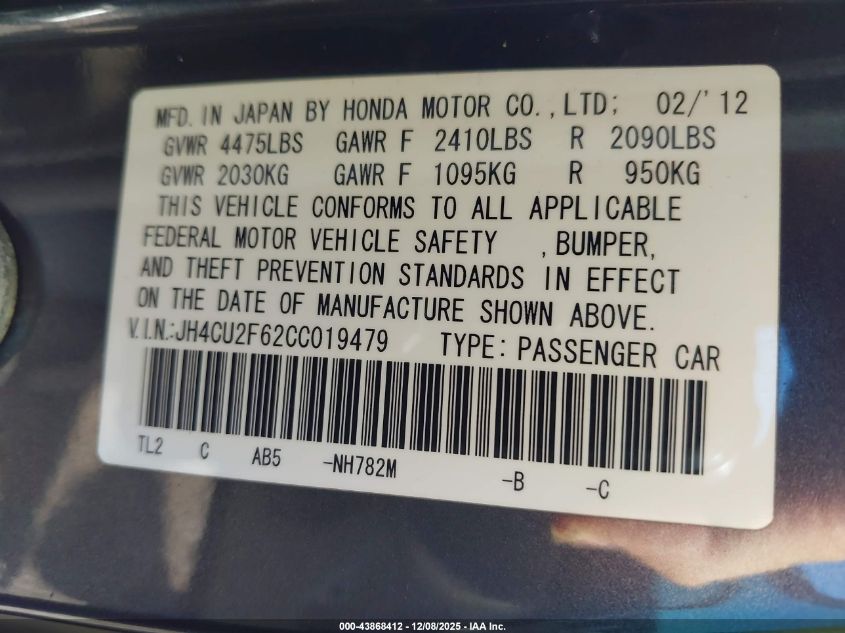 MFD. IN JAPAN BY HONDA MOTOR CO., LTD; 02/'12
GVWR 4475LBS GAWR F 2410LBS R 2090LBS
GVWR 2030KG GAWR F 1095KG R 950KG
THIS VEHICLE CONFORMS TO ALL APPLICABLE
FEDERAL MOTOR VEHICLE SAFETY , BUMPER,
AND THEFT PREVENTION STANDARDS IN EFFECT
ON THE DATE OF MANUFACTURE SHOWN ABOVE.
V.I.N.:JH4CU2F62CC019479 TYPE: PASSENGER CAR
TL2 C AB5 -NH782M -B -C
000-43868412 - 12/08/2025 - IAA Inc.